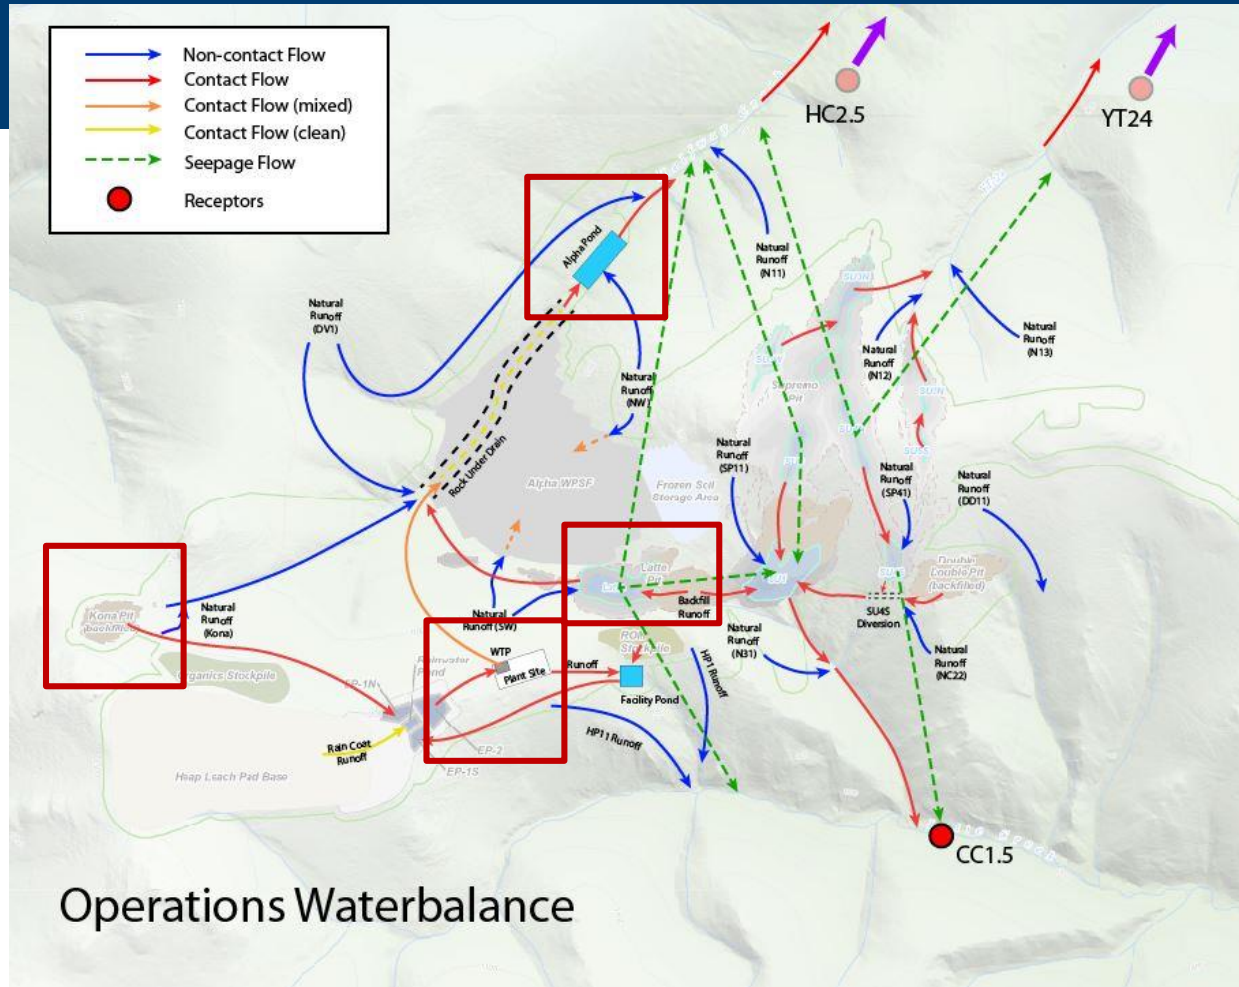 Non-contact Flow
Contact Flow
Contact Flow (mixed)
Contact Flow (clean)
Seepage Flow
Receptors
HC2.5
YT24
Alpha Pond
Natural
Runoff
(N11)
Natural
Runoff
(DV1)
Natural
Runoff
(N13)
Natural
Runoff
(N12)
Natural
Runoff
(NW)
SU3N
Supremo
Pit
Rock Under Drain
Alpha WPSF
Frozen Soil
Storage Area
Natural
Runoff
(SP11)
Natural
Runoff
(SP41)
Natural
Runoff
(DD11)
Latte
Pit
Double
Double Pit
(backfilled)
Kona Pit
(backfilled)
Natural
Runoff
(Kona)
Natural
Runoff (SW)
Backfill
Runoff
SU4S
Diversion
Natural
Runoff
(N31)
Natural
Runoff
(NC22)
ROM
Stockpile
WTP
Plant Site
Runoff
Facility Pond
HP1 Runoff
HP11 Runoff
Organics Stockpile
Rainwater
Pond
EP-1N
EP-2
EP-1S
Rain Coat
Runoff
Heap Leach Pad Base
CC1.5
Operations Waterbalance